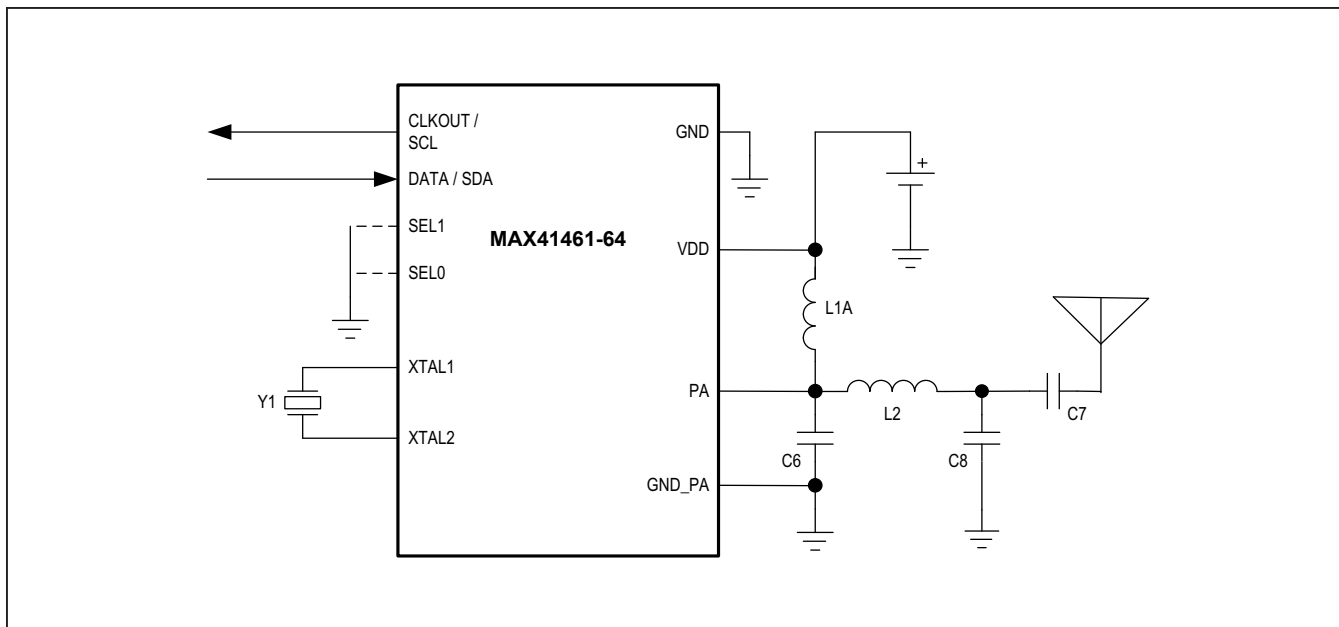 CLKOUT /
SCL
DATA / SDA
SEL1
SEL0
XTAL1
XTAL2
Y1
MAX41461-64
GND
VDD
PA
GND_PA
+
L1A
L2
C6
C8
C7